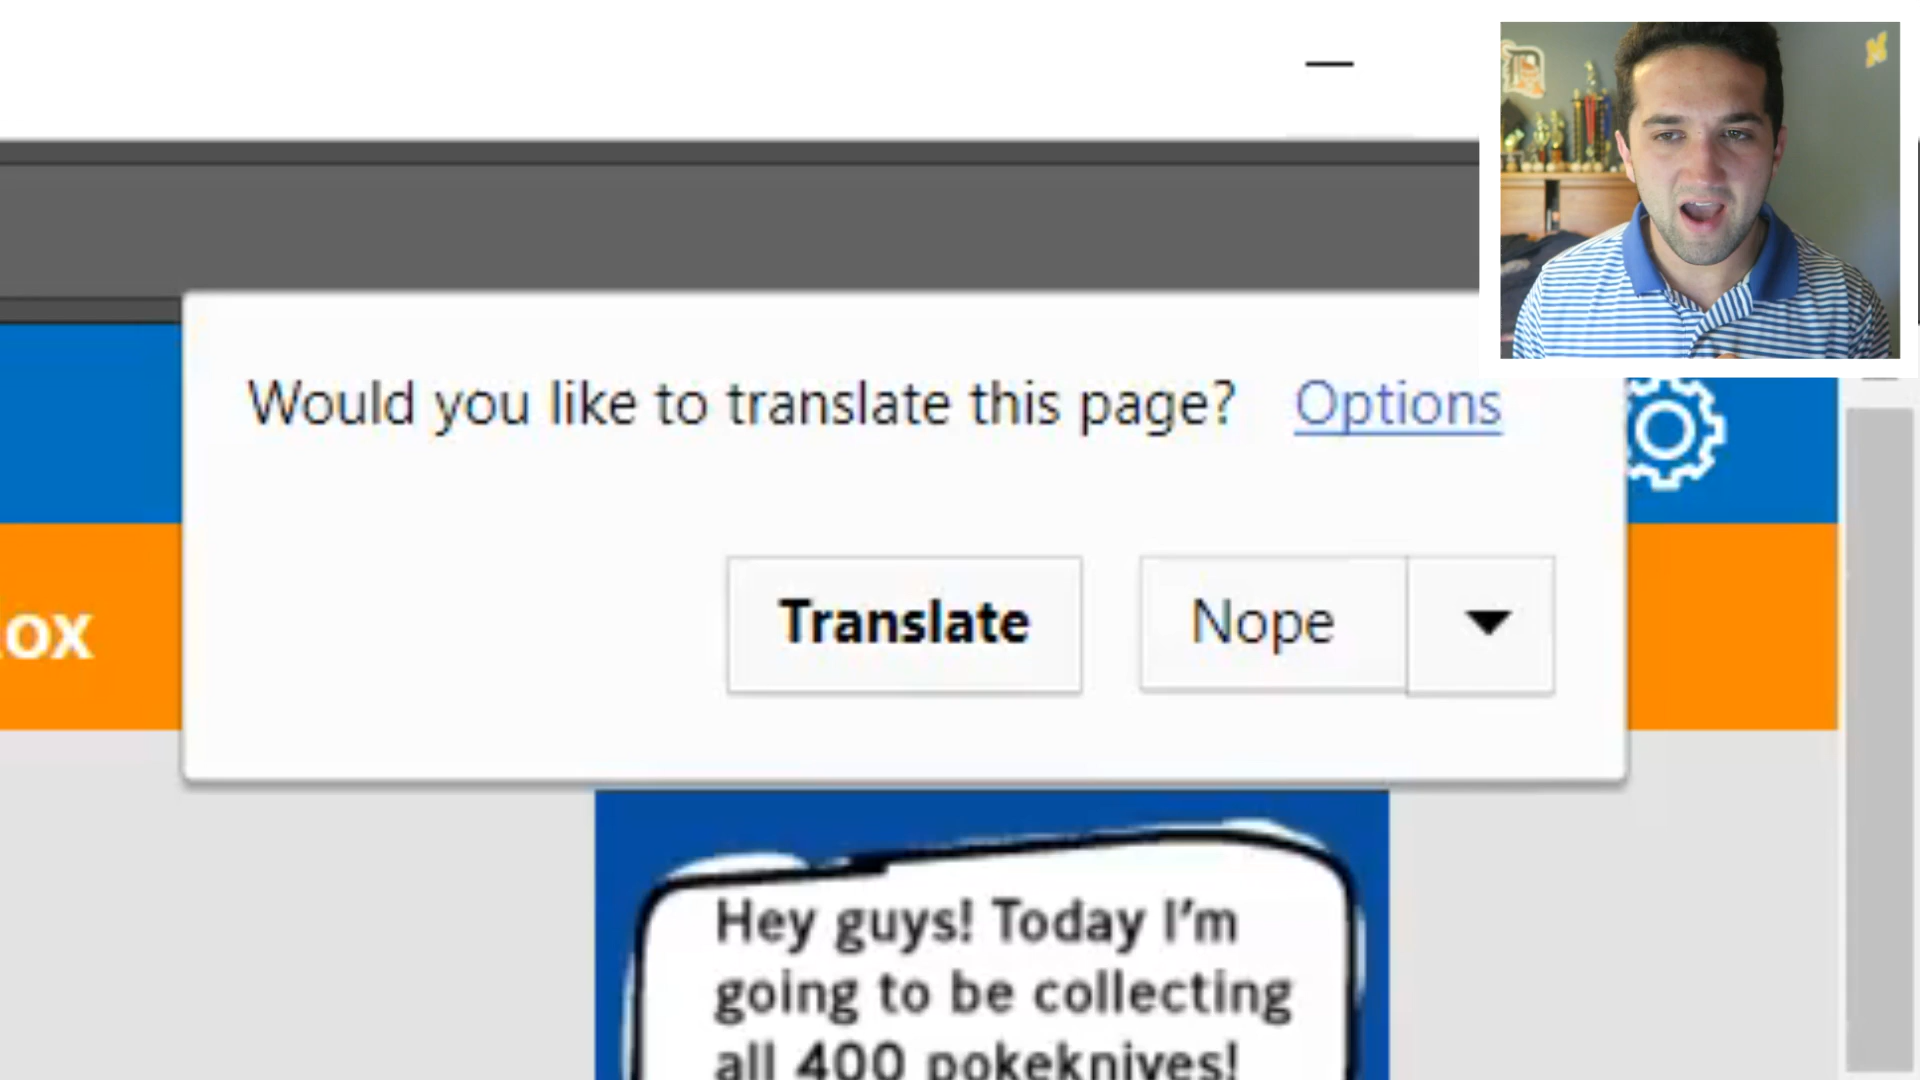 Would you like to translate this page? Options
Translate Nope
ox
Hey guys! Today I'm
going to be collecting
all 400 pokeknives!